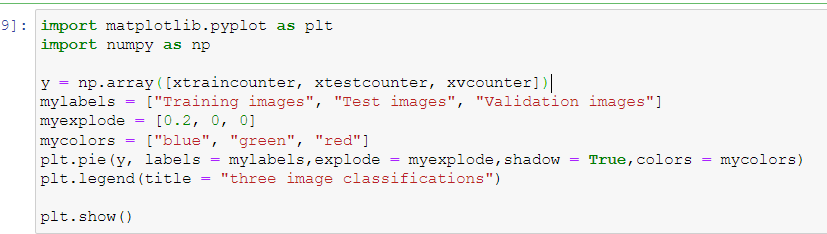 9]: import matplotlib.pyplot as plt
import numpy as np
y = np.array([xtraincounter, xtestcounter, xvcounter])
mylabels = ["Training images", "Test images", "Validation images"]
myexplode = [0.2, 0, 0]
mycolors = ["blue", "green", "red"]
plt.pie(y, labels = mylabels,explode = myexplode,shadow = True,colors = mycolors)
plt.legend(title = "three image classifications")
plt.show()